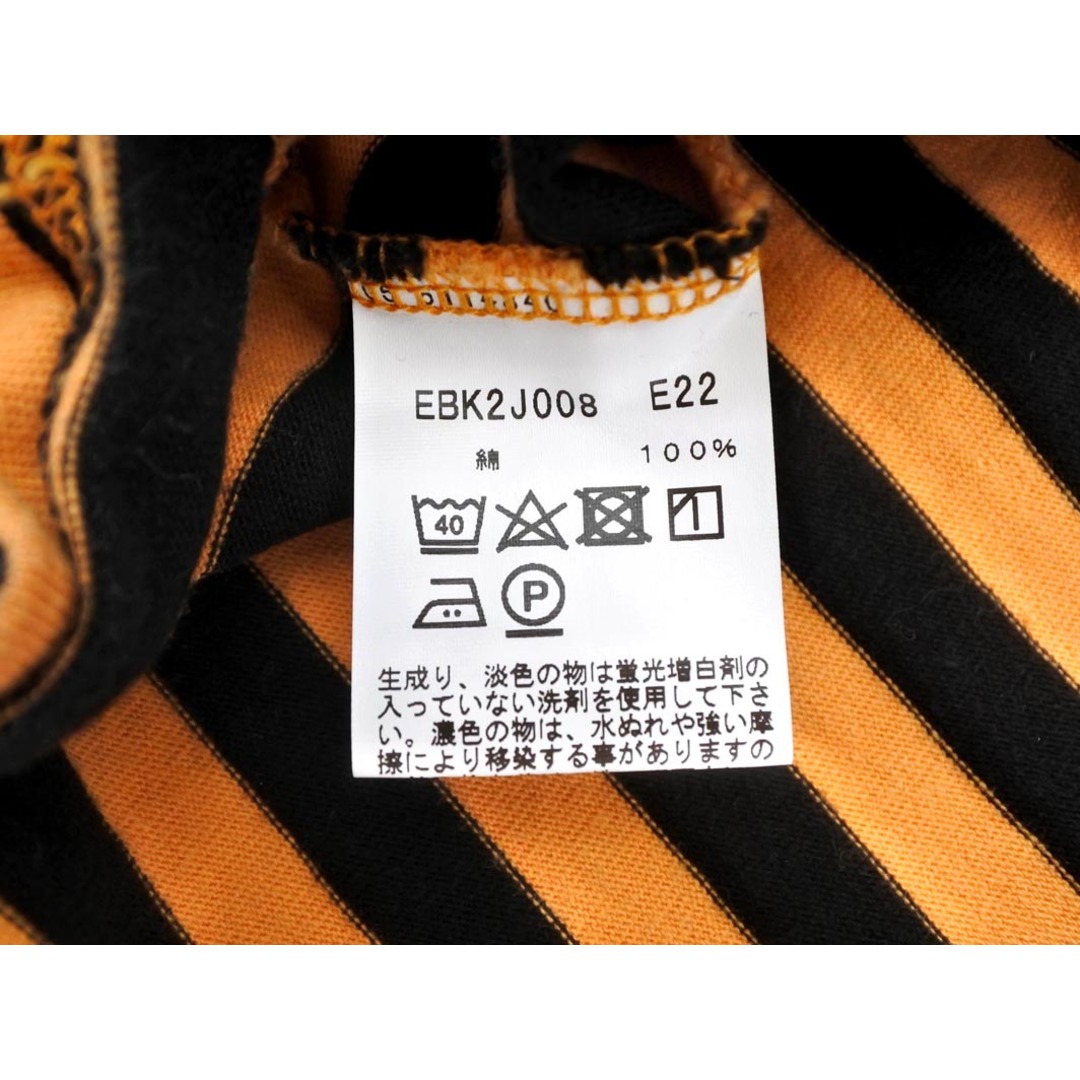 EBK2J008 E22
綿 100%
40
P
生成り、淡色の物は蛍光増白剤の
入っていない洗剤を使用して下さ
い。濃色の物は、水ぬれや強い摩
擦により移染する事がありますの